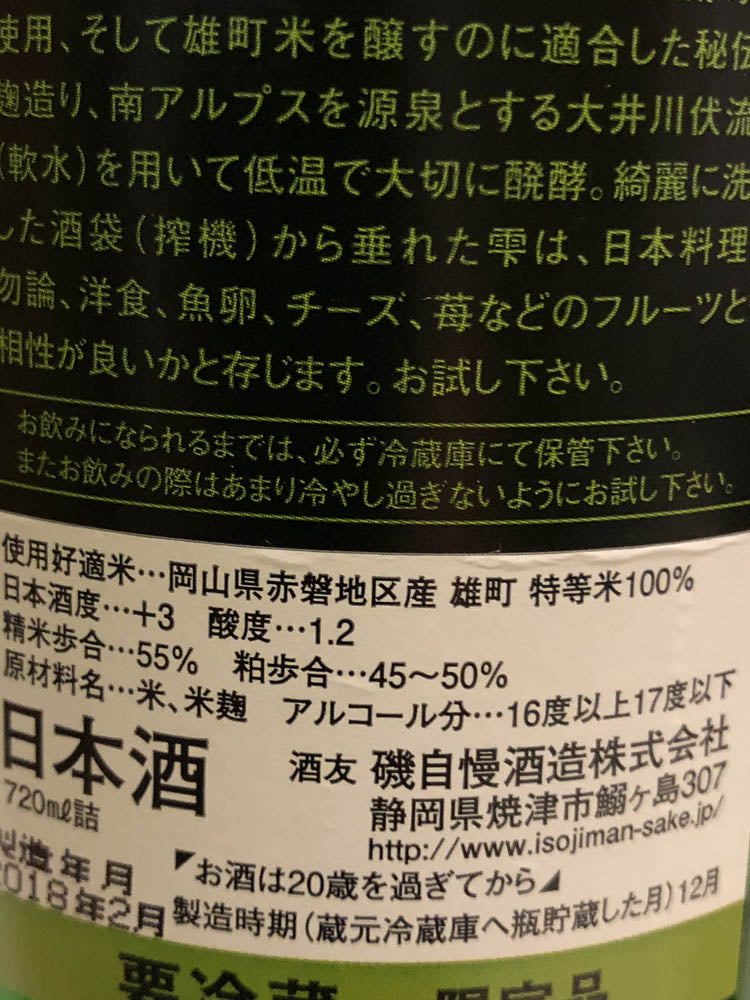 使用、そして雄町米を醸すのに適合した秘伝
麹造り、南アルプスを源泉とする大井川伏流
(軟水)を用いて低温で大切に醗酵。綺麗に洗
した酒袋(搾機)から垂れた雫は、日本料理
勿論、洋食、魚卵、チーズ、苺などのフルーツと
相性が良いかと存じます。お試し下さい。
お飲みになられるまでは、必ず冷蔵庫にて保管下さい。
またお飲みの際はあまり冷やし過ぎないようにお試し下さい。
使用好適米…岡山県赤磐地区産 雄町 特等米100%
日本酒度…+3 酸度…1.2
精米歩合…55% 粕歩合…45〜50%
原材料名…米、米麹 アルコール分…16度以上17度以下
日本酒
720ml詰
酒友 磯自慢酒造株式会社
静岡県焼津市鰯ヶ島307
http://www.isojiman-sake.jp/
製造年月
2018年2月
お酒は20歳を過ぎてから
製造時期(蔵元冷蔵庫へ瓶貯蔵した月)12月
要冷蔵 限定品